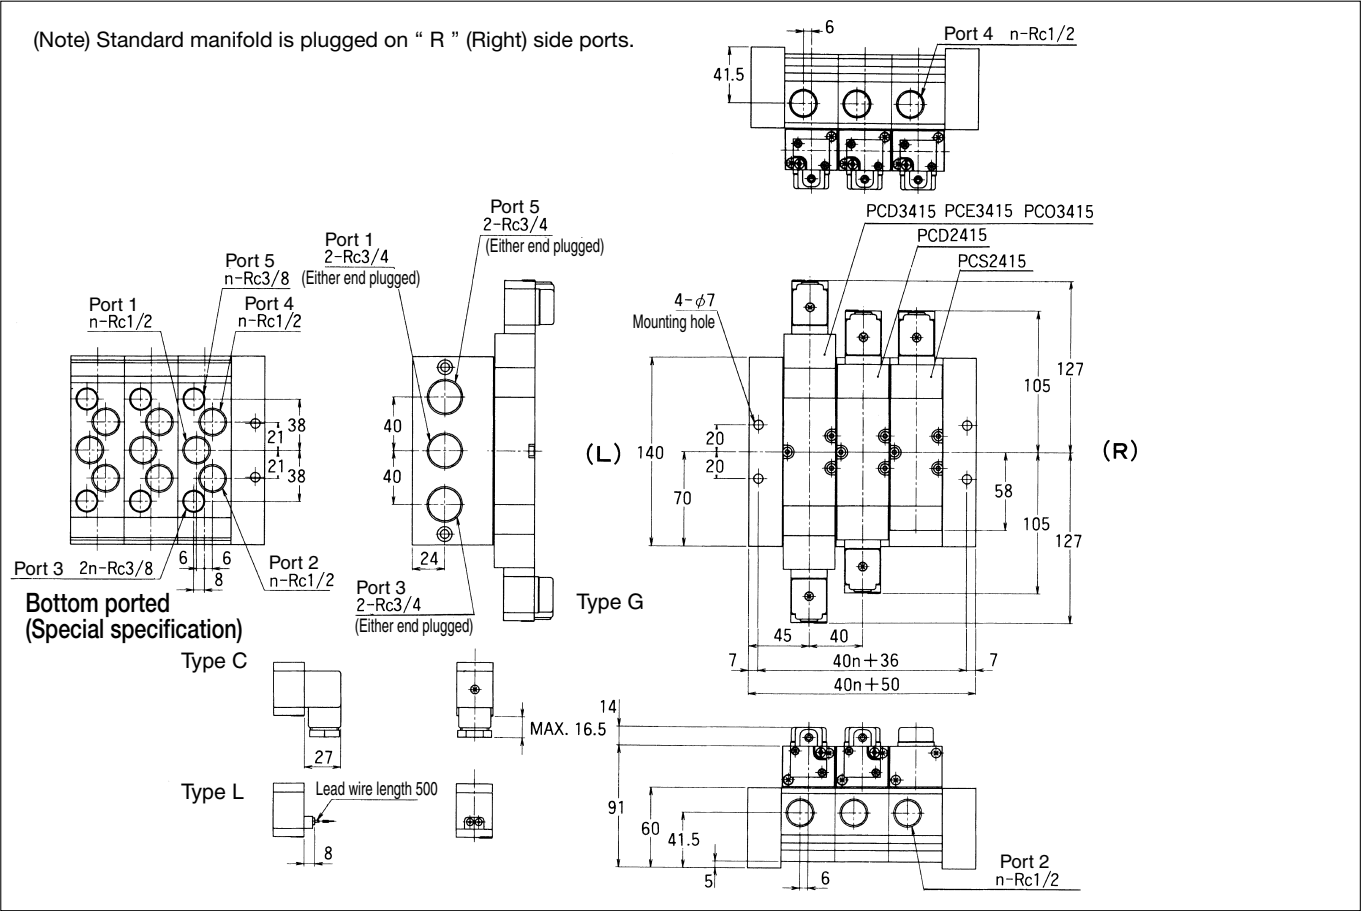 (Note) Standard manifold is plugged on “ R ” (Right) side ports.
6
Port 4 n-Rc1/2
41.5
PCD3415 PCE3415 PCO3415
PCD2415
PCS2415
Port 5
2-Rc3/4
(Either end plugged)
Port 1
2-Rc3/4
(Either end plugged)
Port 5
n-Rc3/8
Port 4
n-Rc1/2
Port 1
n-Rc1/2
4-φ7
Mounting hole
38
21
21
38
40
40
(L)
140
70
20
20
58
105
127
105
127
(R)
6
6
8
Port 3 2n-Rc3/8
Port 2
n-Rc1/2
Bottom ported
(Special specification)
24
Port 3
2-Rc3/4
(Either end plugged)
Type G
45
40
7
40n+36
7
40n+50
Type C
27
MAX. 16.5
Type L
Lead wire length 500
8
14
91
60
41.5
5
6
Port 2
n-Rc1/2